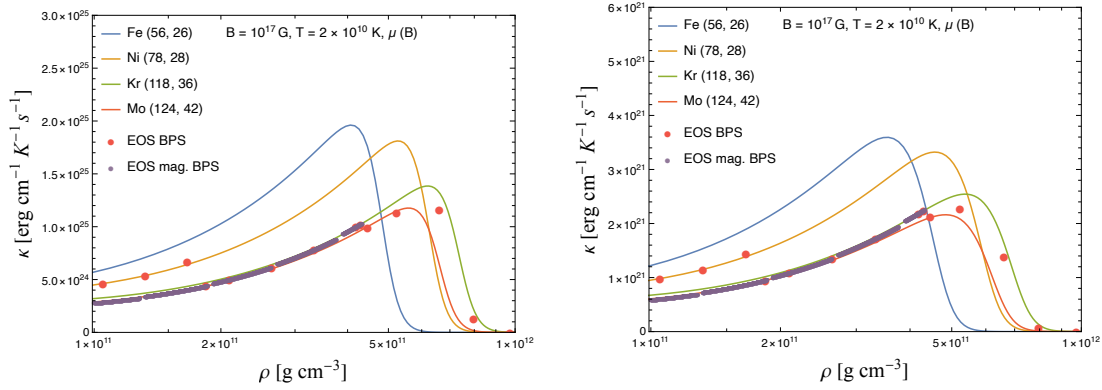 3.0×10²⁵
2.5×10²⁵
2.0×10²⁵
1.5×10²⁵
1.0×10²⁵
5.0×10²⁴
0
κ [erg cm⁻¹ K⁻¹ s⁻¹]
Fe (56, 26)
B = 10¹⁷ G, T = 2 × 10¹⁰ K, μ (B)
Ni (78, 28)
Kr (118, 36)
Mo (124, 42)
EOS BPS
EOS mag. BPS
1×10¹¹
2×10¹¹
5×10¹¹
1×10¹²
ρ [g cm⁻³]
6×10²¹
5×10²¹
4×10²¹
3×10²¹
2×10²¹
1×10²¹
0
κ [erg cm⁻¹ K⁻¹ s⁻¹]
Fe (56, 26)
B = 10¹⁷ G, T = 2 × 10¹⁰ K, μ (B)
Ni (78, 28)
Kr (118, 36)
Mo (124, 42)
EOS BPS
EOS mag. BPS
1×10¹¹
2×10¹¹
5×10¹¹
1×10¹²
ρ [g cm⁻³]